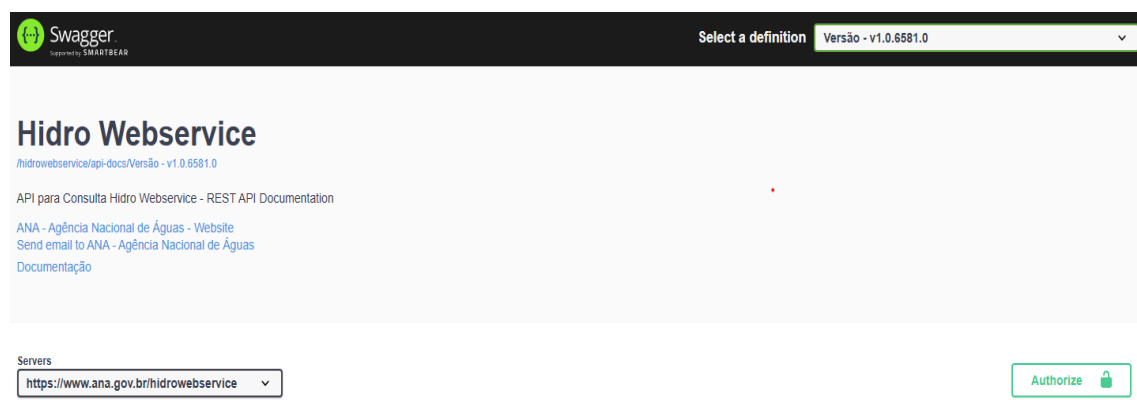 Swagger.
Supported by SMARTBEAR
Select a definition
Versão - v1.0.6581.0
Hidro Webservice
/hidrowebservice/api-docs/Versão - v1.0.6581.0
API para Consulta Hidro Webservice - REST API Documentation
ANA - Agência Nacional de Águas - Website
Send email to ANA - Agência Nacional de Águas
Documentação
Servers
https://www.ana.gov.br/hidrowebservice
Authorize